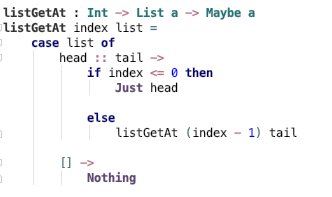 listGetAt : Int -> List a -> Maybe a
listGetAt index list =
    case list of
        head :: tail ->
            if index <= 0 then
                Just head

            else
                listGetAt (index - 1) tail

        [] ->
            Nothing